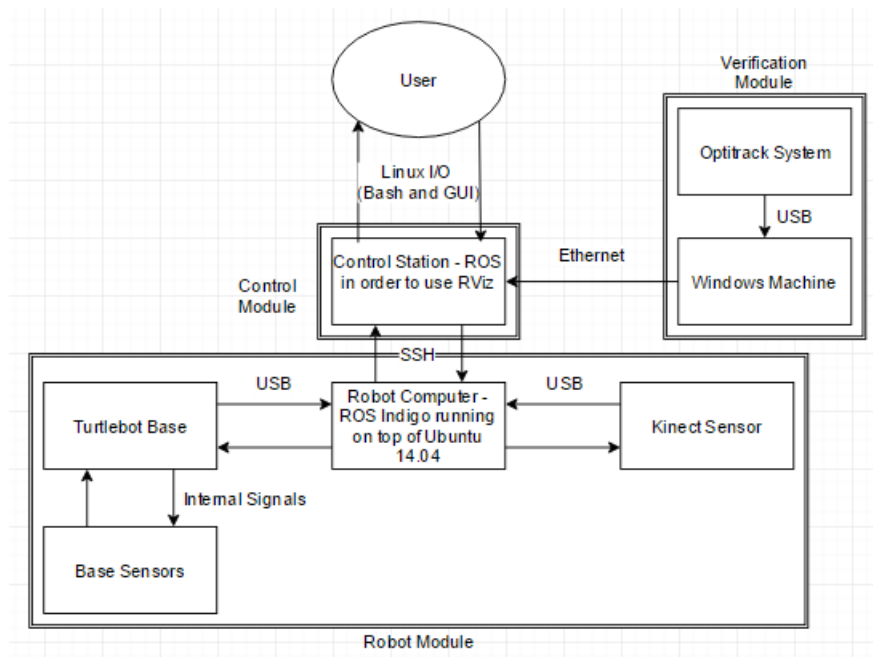 User
Verification
Module
Optitrack System
Linux I/O
(Bash and GUI)
USB
Control Station - ROS
in order to use RViz
Ethernet
Windows Machine
Control
Module
SSH
USB
USB
Turtlebot Base
Robot Computer -
ROS Indigo running
on top of Ubuntu
14.04
Kinect Sensor
Internal Signals
Base Sensors
Robot Module